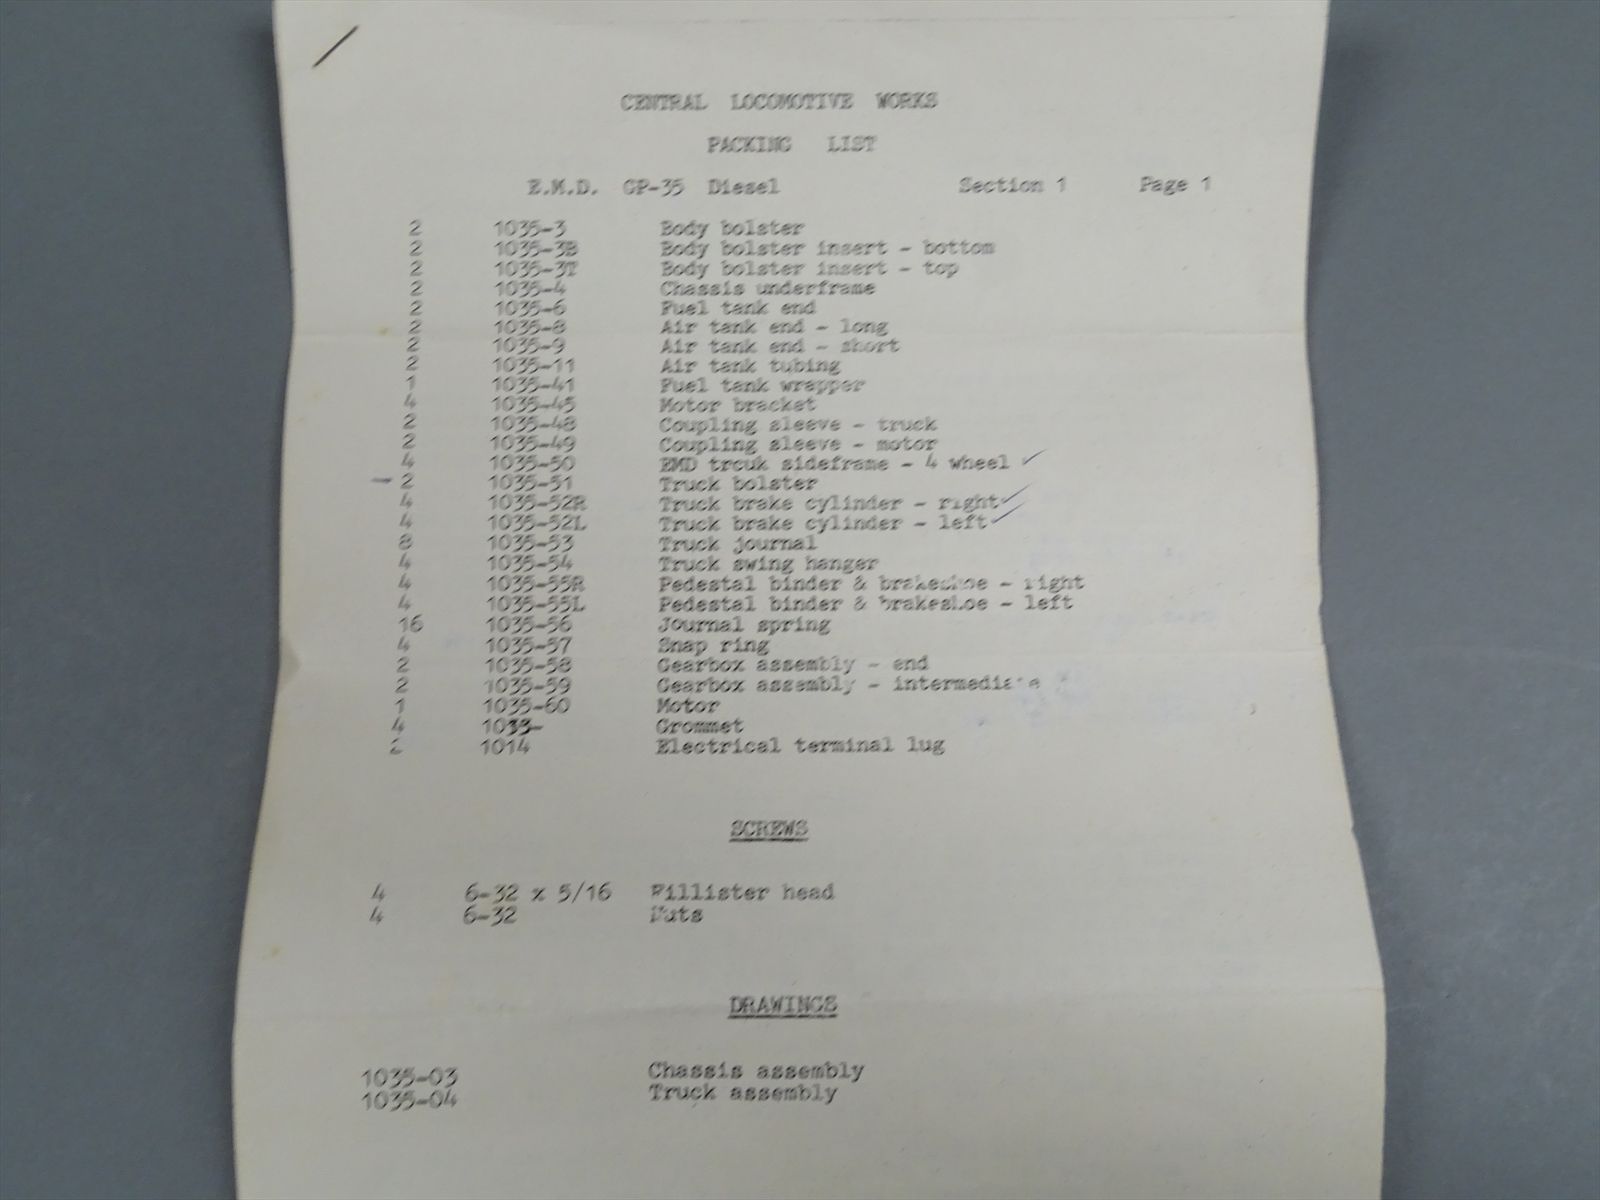 CENTRAL LOCOMOTIVE WORKS
PACKING LIST
E.M.D. GP-35 Diesel Section 1 Page 1
2 1035-3 Body bolster
2 1035-3B Body bolster insert - bottom
2 1035-3T Body bolster insert - top
2 1035-4 Chassis underframe
2 1035-6 Fuel tank end
2 1035-8 Air tank end - long
2 1035-9 Air tank end - short
2 1035-11 Air tank tubing
1 1035-41 Fuel tank wrapper
4 1035-45 Motor bracket
2 1035-48 Coupling sleeve - truck
2 1035-49 Coupling sleeve - motor
4 1035-50 EMD trcuk sideframe - 4 wheel ✓
- 2 1035-51 Truck bolster
4 1035-52R Truck brake cylinder - right ✓
4 1035-52L Truck brake cylinder - left ✓
8 1035-53 Truck journal
4 1035-54 Truck swing hanger
4 1035-55R Pedestal binder & brakeshoe - right
4 1035-55L Pedestal binder & brakeshoe - left
16 1035-56 Journal spring
4 1035-57 Snap ring
2 1035-58 Gearbox assembly - end
2 1035-59 Gearbox assembly - intermediate
1 1035-60 Motor
4 Grommet
2 1014 Electrical terminal lug
SCREWS
4 6-32 x 5/16 Fillister head
4 6-32 Nuts
DRAWINGS
1035-03 Chassis assembly
1035-04 Truck assembly